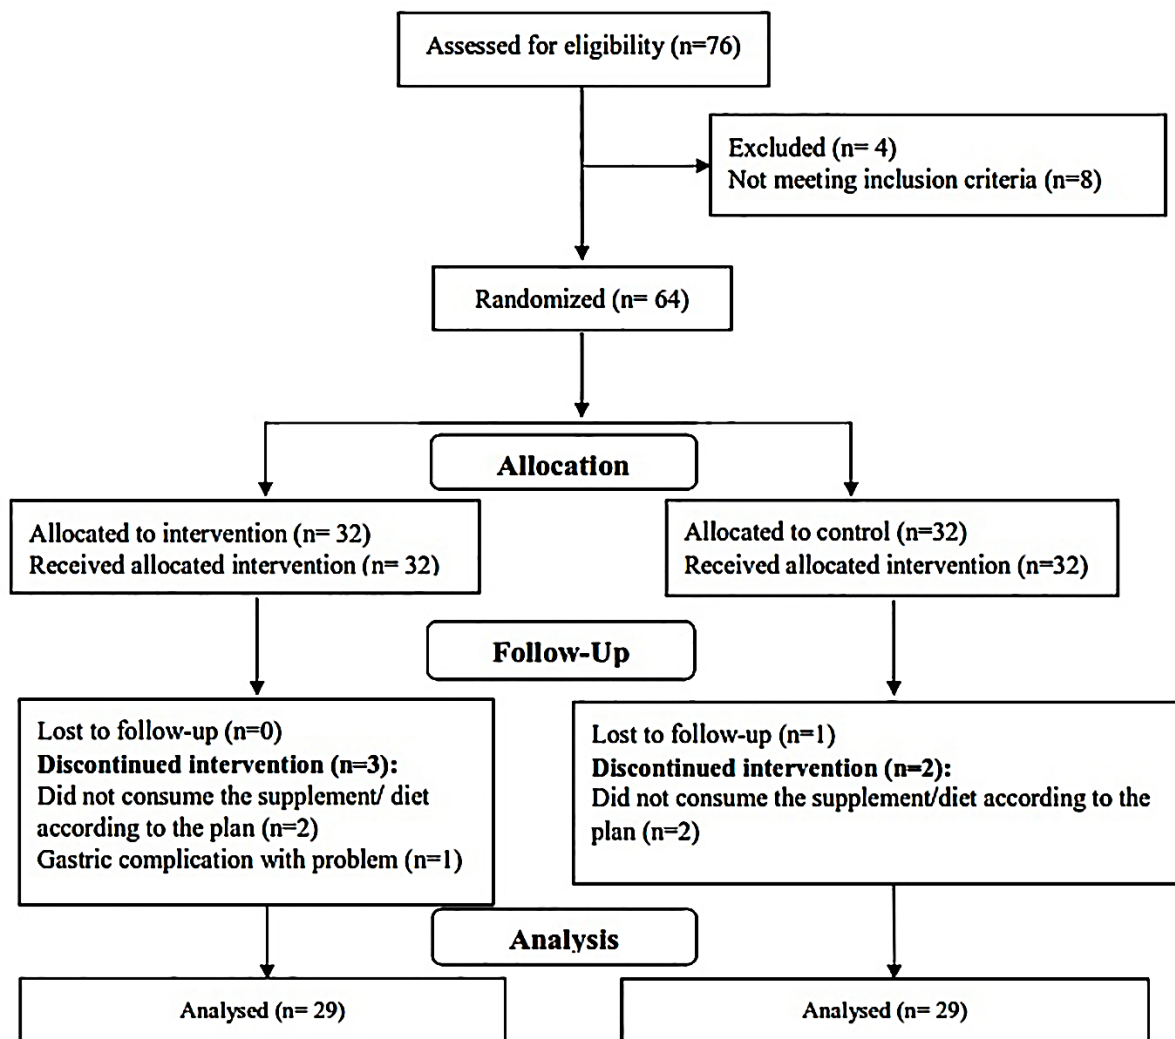 Assessed for eligibility (n=76)
Excluded (n= 4)
Not meeting inclusion criteria (n=8)
Randomized (n= 64)
Allocation
Allocated to intervention (n= 32)
Received allocated intervention (n= 32)
Allocated to control (n=32)
Received allocated intervention (n=32)
Follow-Up
Lost to follow-up (n=0)
Discontinued intervention (n=3):
Did not consume the supplement/ diet
according to the plan (n=2)
Gastric complication with problem (n=1)
Lost to follow-up (n=1)
Discontinued intervention (n=2):
Did not consume the supplement/diet according to the
plan (n=2)
Analysis
Analysed (n= 29)
Analysed (n= 29)